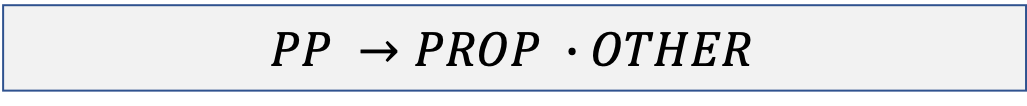 PP → PROP · OTHER